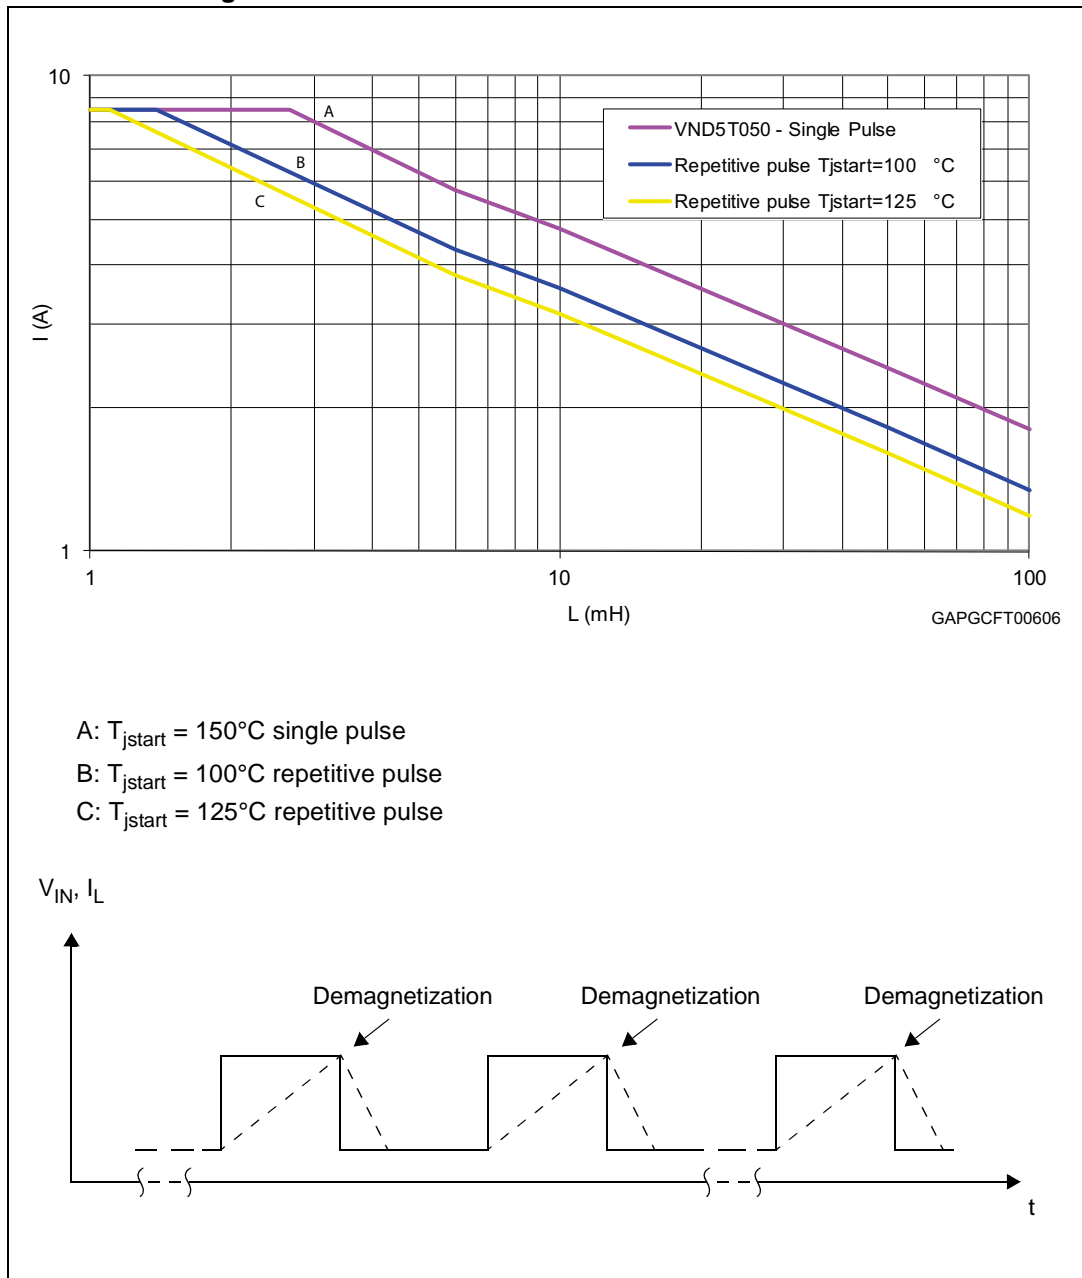 10
A
VND5T050 - Single Pulse
B
Repetitive pulse Tjstart=100 °C
C
Repetitive pulse Tjstart=125 °C
I (A)
1
1
10
100
L (mH)
GAPGCFT00606
A: Tjstart = 150°C single pulse
B: Tjstart = 100°C repetitive pulse
C: Tjstart = 125°C repetitive pulse
VIN, IL
Demagnetization
Demagnetization
Demagnetization
t